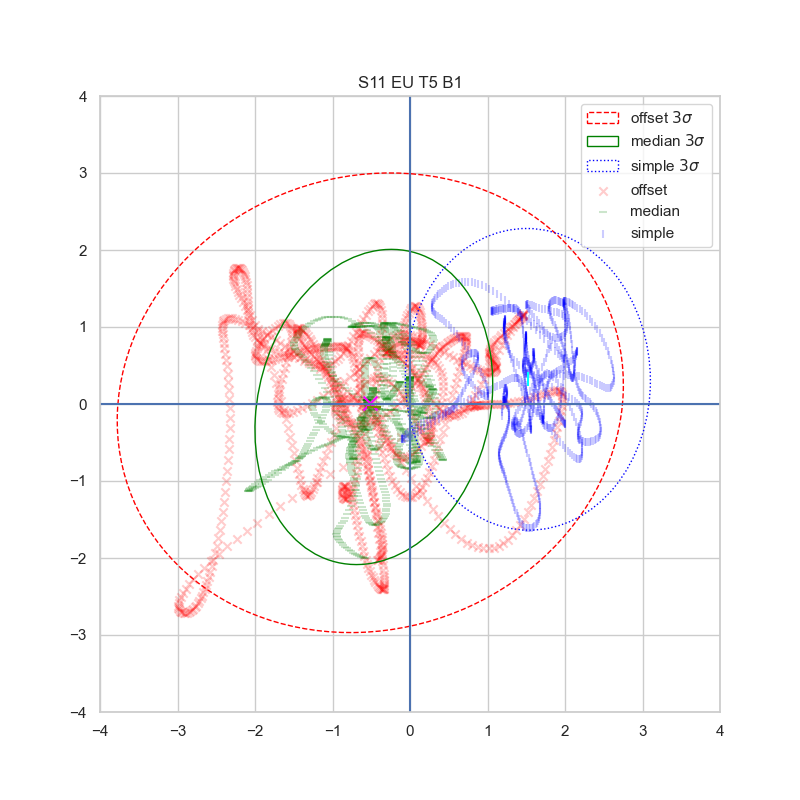 S11 EU T5 B1
offset 3σ
median 3σ
simple 3σ
offset
median
simple
4
3
2
1
0
−1
−2
−3
−4
−4 −3 −2 −1 0 1 2 3 4